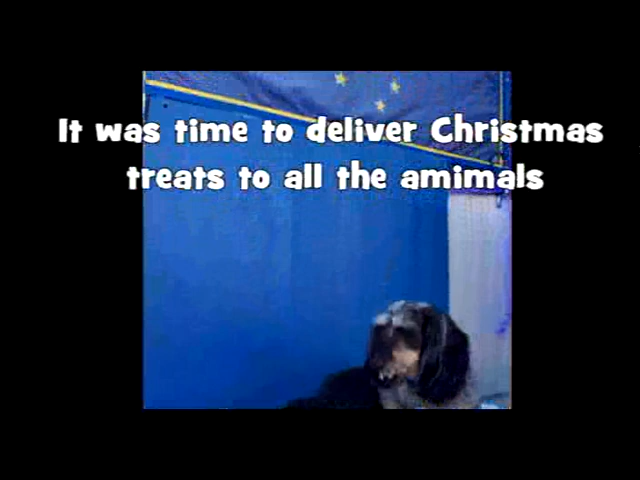 It was time to deliver Christmas
treats to all the amimals